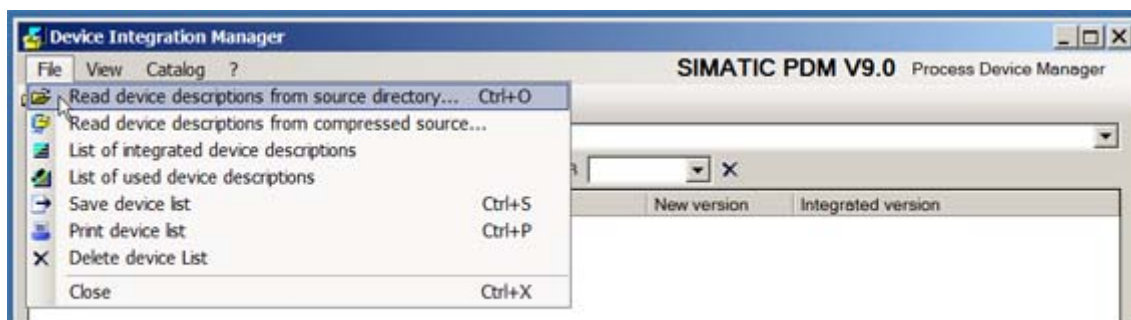 Device Integration Manager
File View Catalog ?
SIMATIC PDM V9.0 Process Device Manager
Read device descriptions from source directory... Ctrl+O
Read device descriptions from compressed source...
List of integrated device descriptions
List of used device descriptions
Save device list Ctrl+S
New version Integrated version
Print device list Ctrl+P
Delete device List
Close Ctrl+X